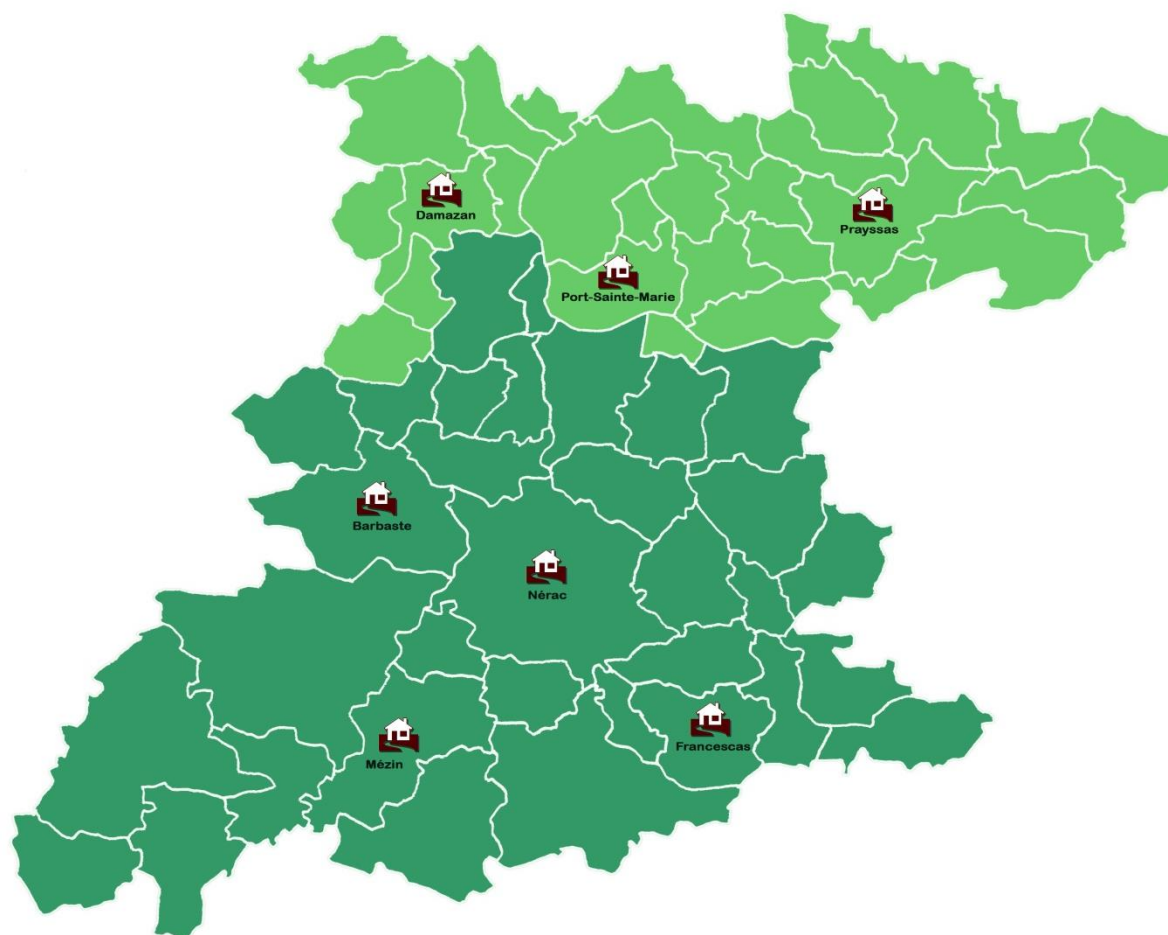 Damazan
Prayssas
Port-Sainte-Marie
Barbaste
Nérac
Francescas
Mézin